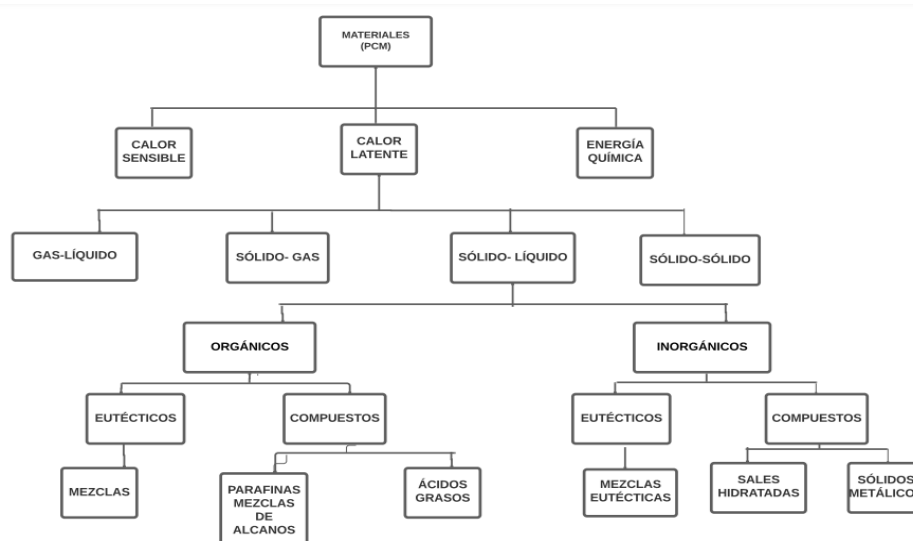 MATERIALES
(PCM)
CALOR
SENSIBLE
CALOR
LATENTE
ENERGÍA
QUÍMICA
GAS-LÍQUIDO
SÓLIDO- GAS
SÓLIDO- LÍQUIDO
SÓLIDO-SÓLIDO
ORGÁNICOS
INORGÁNICOS
EUTÉCTICOS
COMPUESTOS
EUTÉCTICOS
COMPUESTOS
MEZCLAS
PARAFINAS
MEZCLAS
DE
ALCANOS
ÁCIDOS
GRASOS
MEZCLAS
EUTÉCTICAS
SALES
HIDRATADAS
SÓLIDOS
METÁLICO